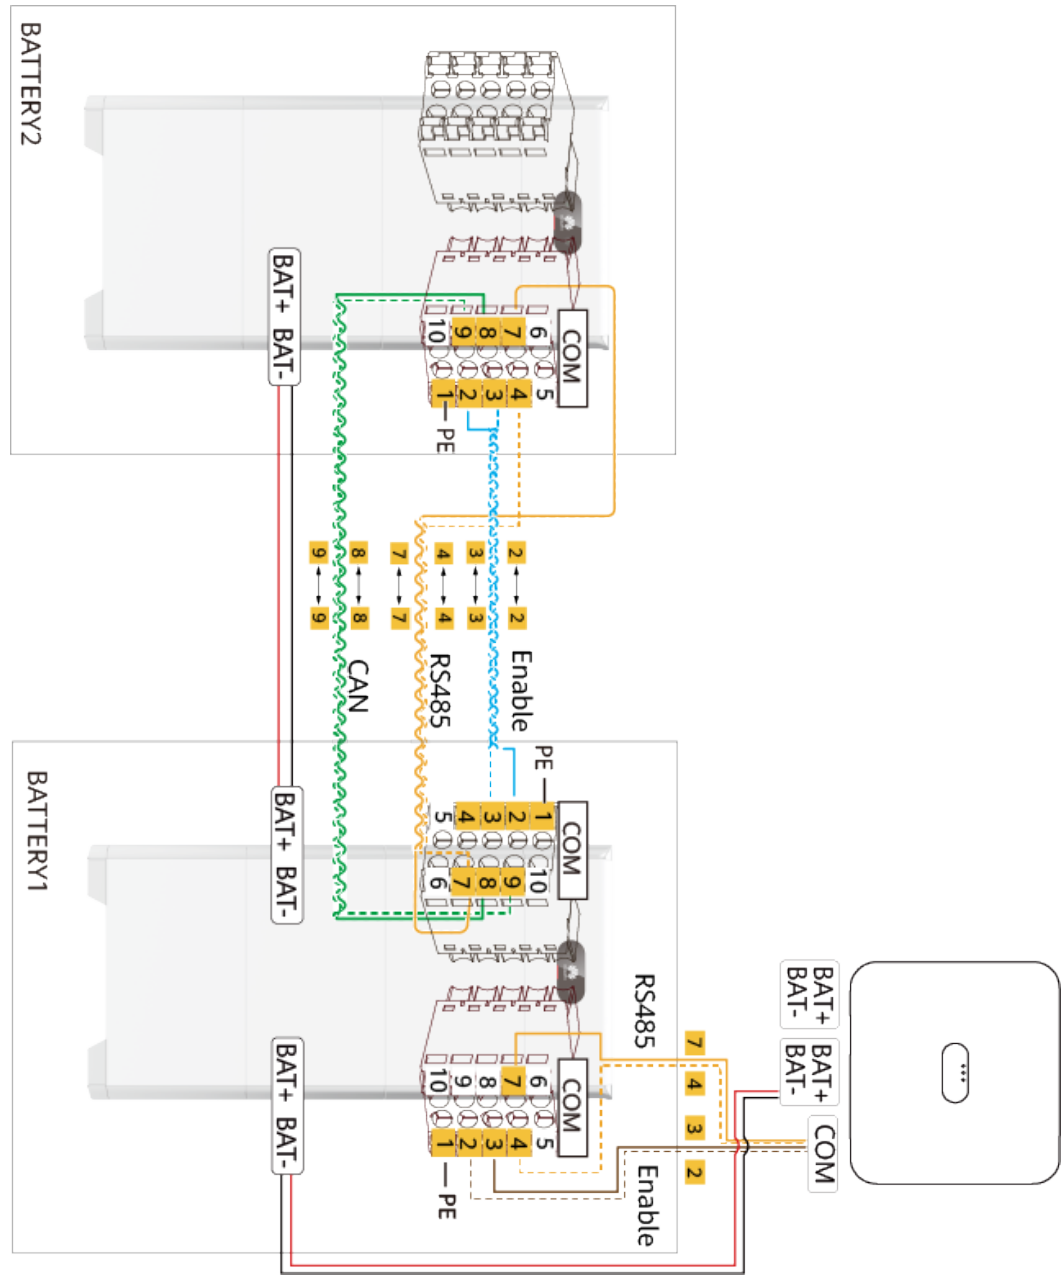 BATTERY2
BAT+ BAT-
10 9 8 7 6
COM
1 2 3 4 5
PE
9 8 7 4 3 2
9 8 7 4 3 2
CAN
RS485
Enable
BATTERY1
PE
5 4 3 2 1
COM
6 7 8 9 10
BAT+ BAT-
BAT+ BAT-
10 9 8 7 6
COM
1 2 3 4 5
PE
RS485
7
4
3
2
Enable
BAT+
BAT-
BAT+
BAT-
COM